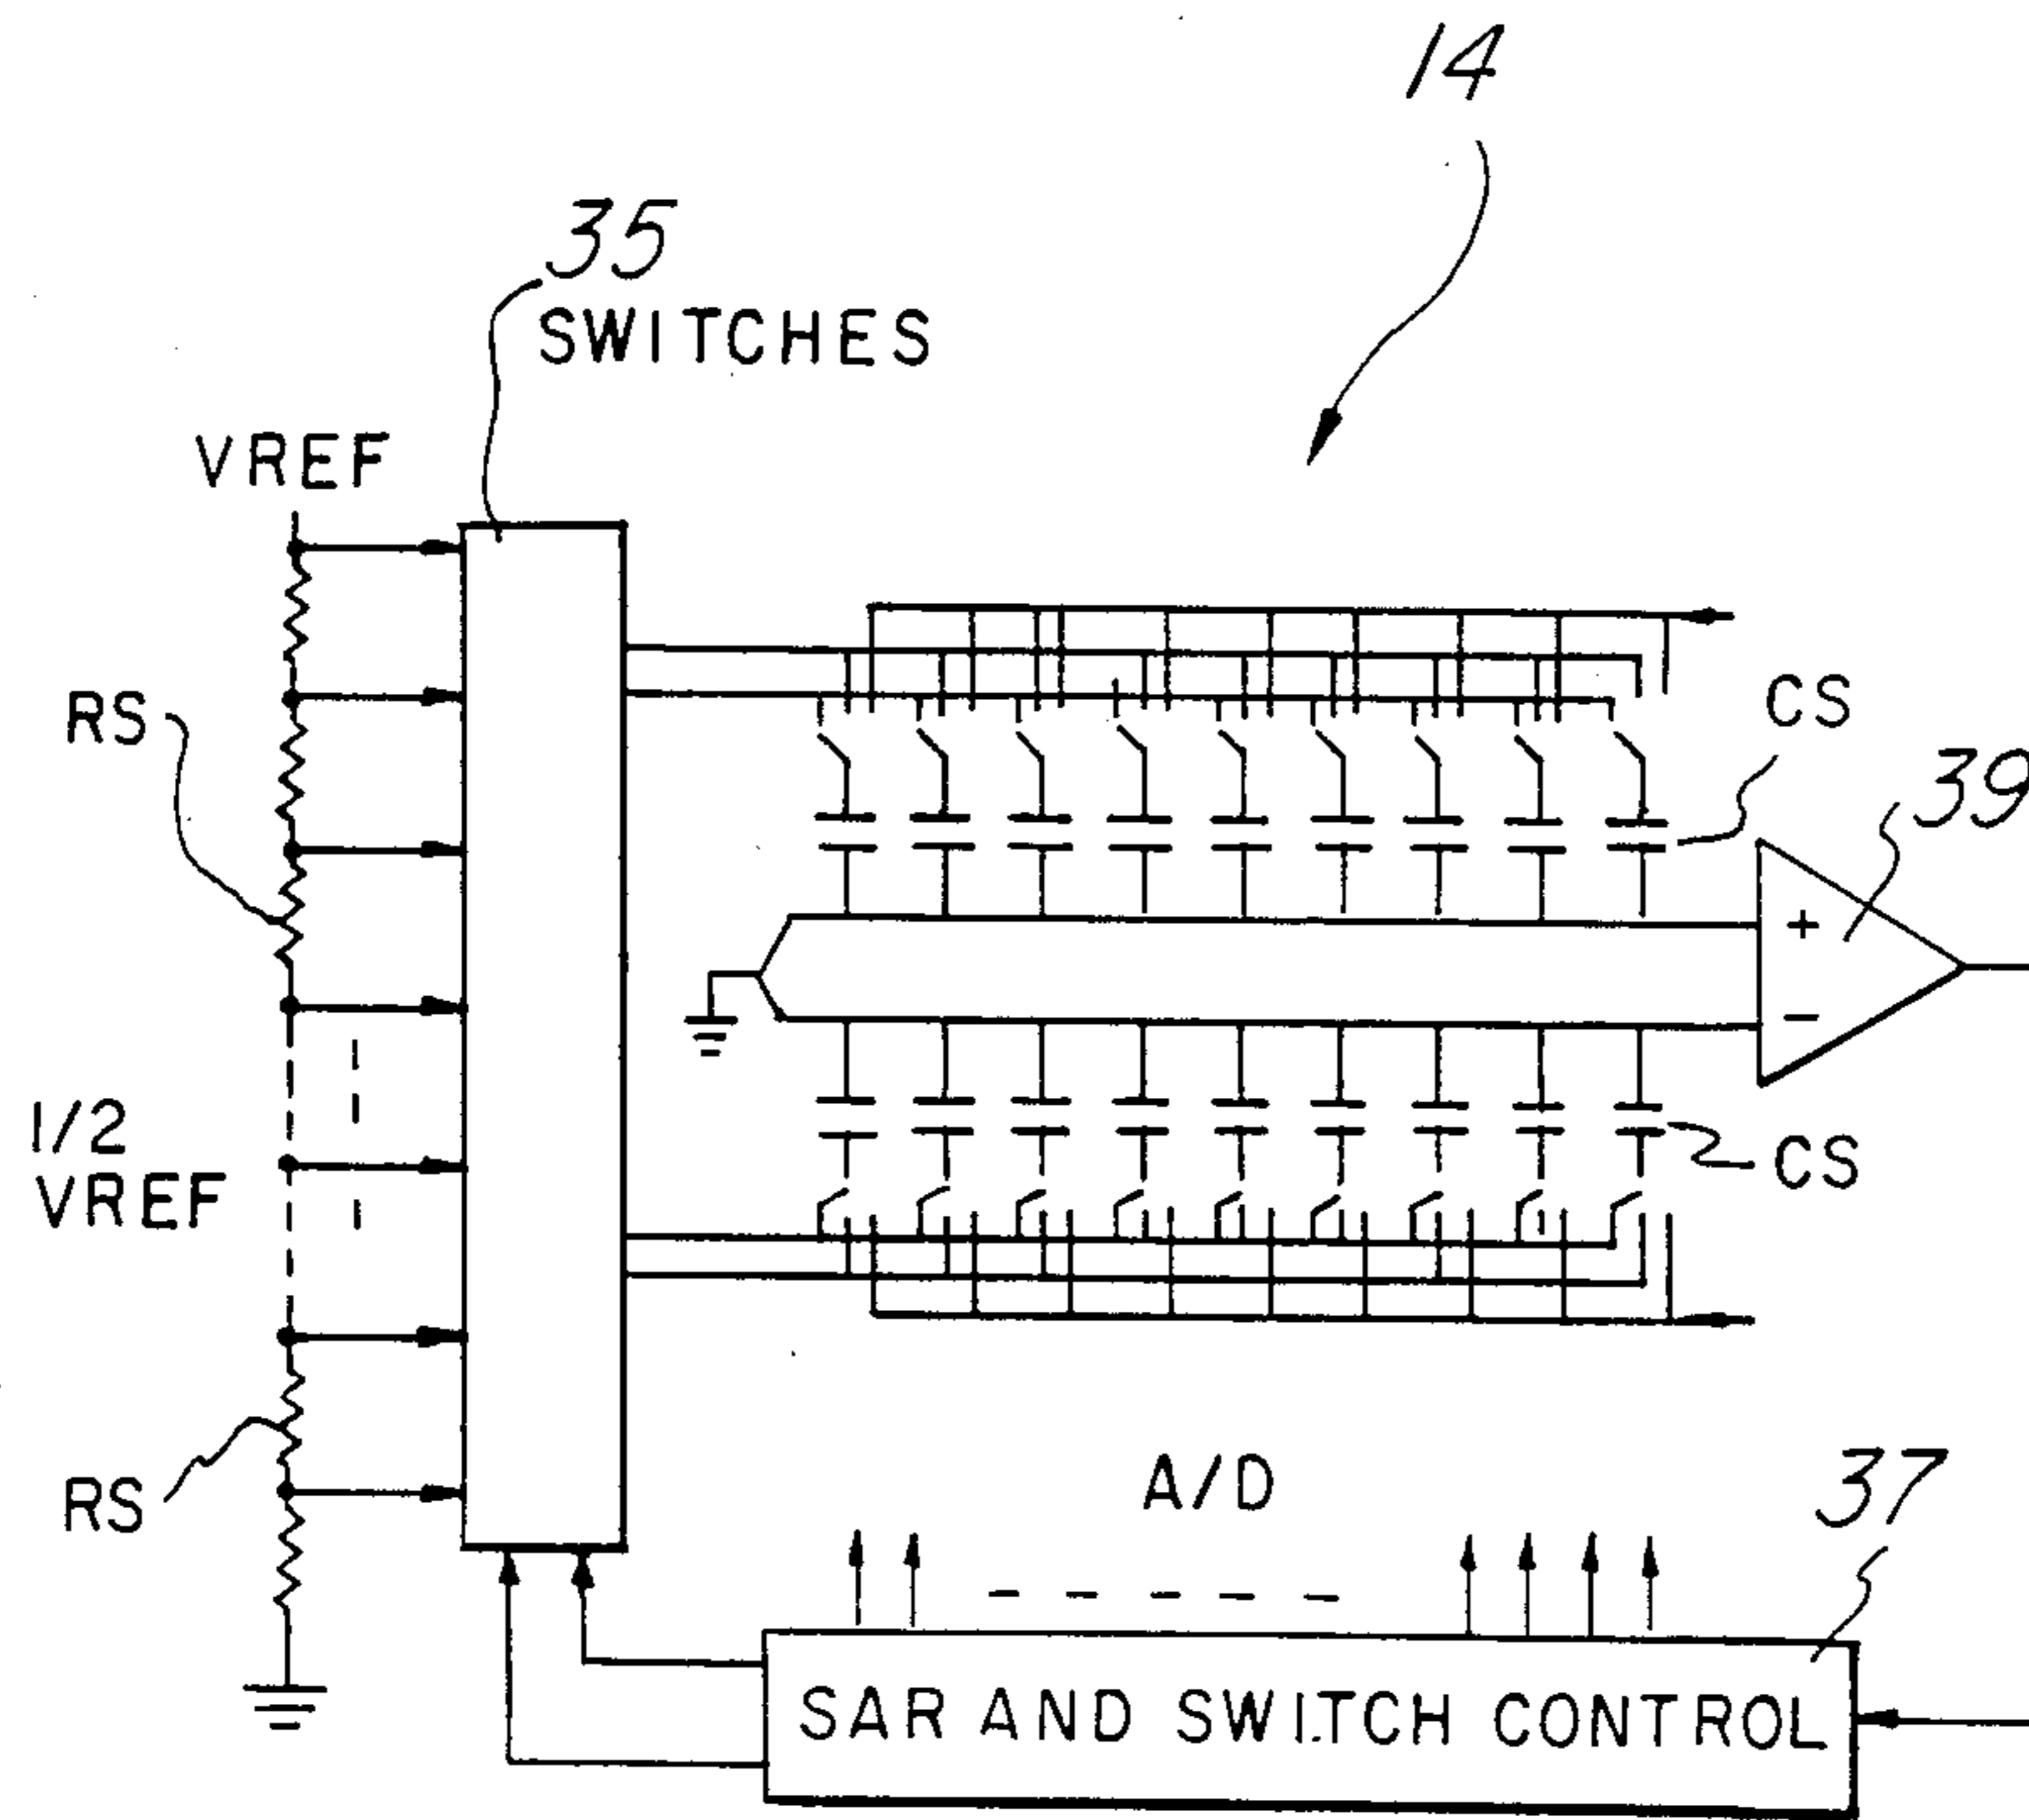 14
35
SWITCHES
VREF
RS
CS
39
+
-
1/2
VREF
CS
RS
A/D
37
SAR AND SWITCH CONTROL